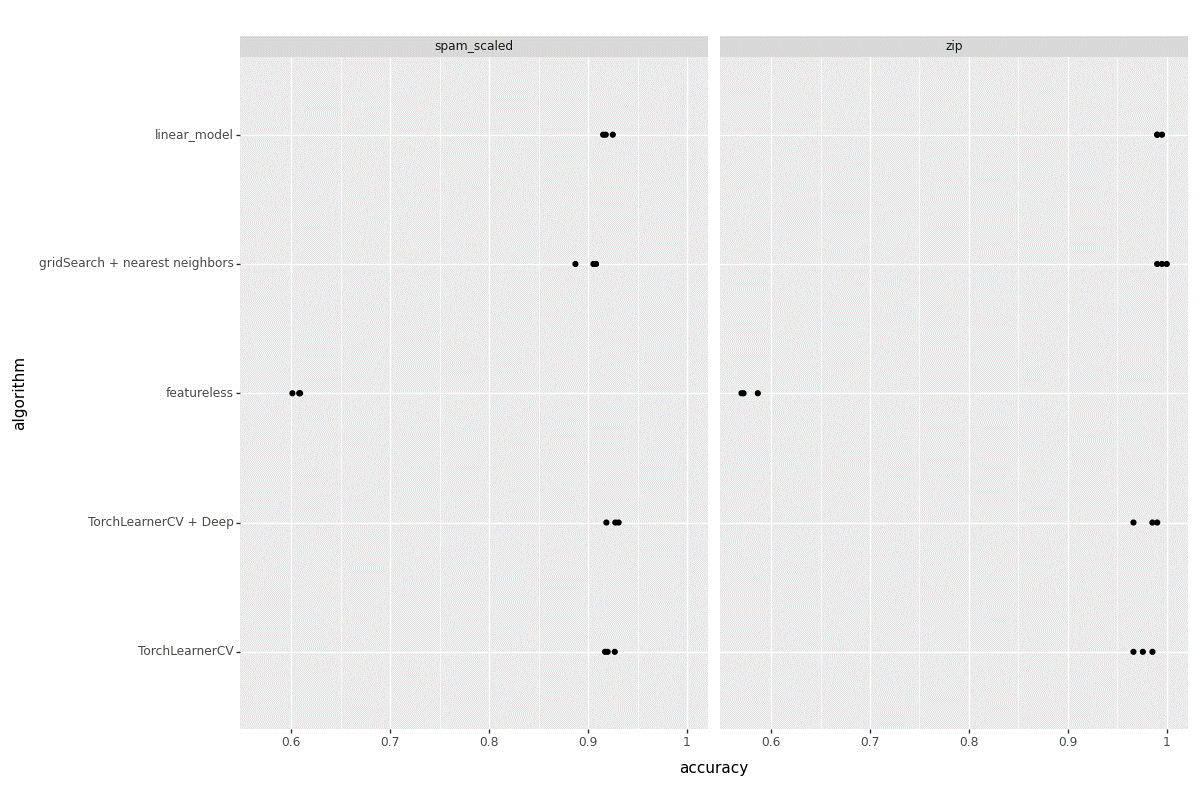 spam_scaled
zip
linear_model
gridSearch + nearest neighbors
featureless
TorchLearnerCV + Deep
TorchLearnerCV
algorithm
0.6 0.7 0.8 0.9 1
0.6 0.7 0.8 0.9 1
accuracy